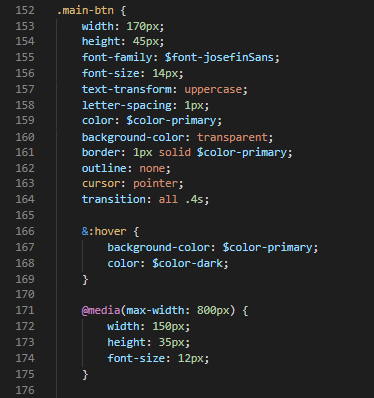 152 .main-btn {
153 width: 170px;
154 height: 45px;
155 font-family: $font-josefinSans;
156 font-size: 14px;
157 text-transform: uppercase;
158 letter-spacing: 1px;
159 color: $color-primary;
160 background-color: transparent;
161 border: 1px solid $color-primary;
162 outline: none;
163 cursor: pointer;
164 transition: all .4s;
165
166 &:hover {
167 background-color: $color-primary;
168 color: $color-dark;
169 }
170
171 @media(max-width: 800px) {
172 width: 150px;
173 height: 35px;
174 font-size: 12px;
175 }
176